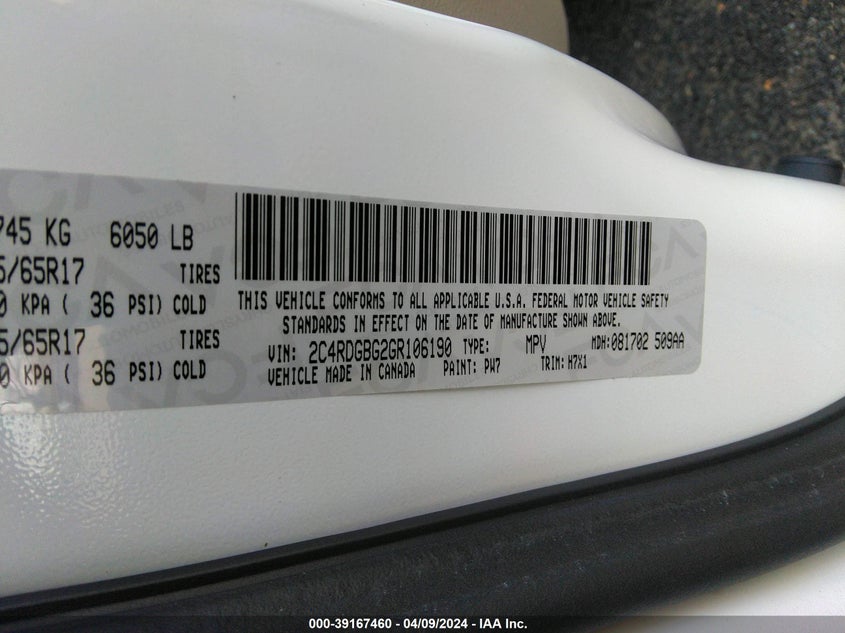 745 KG 6050 LB
5/65R17 TIRES
0 KPA ( 36 PSI) COLD
5/65R17 TIRES
0 KPA ( 36 PSI) COLD
THIS VEHICLE CONFORMS TO ALL APPLICABLE U.S.A. FEDERAL MOTOR VEHICLE SAFETY
STANDARDS IN EFFECT ON THE DATE OF MANUFACTURE SHOWN ABOVE.
VIN: 2C4RDGBG2GR106190 TYPE: MPV MDH: 081702 509AA
VEHICLE MADE IN CANADA PAINT: PW7 TRIM: H7X1
000-39167460 - 04/09/2024 - IAA Inc.